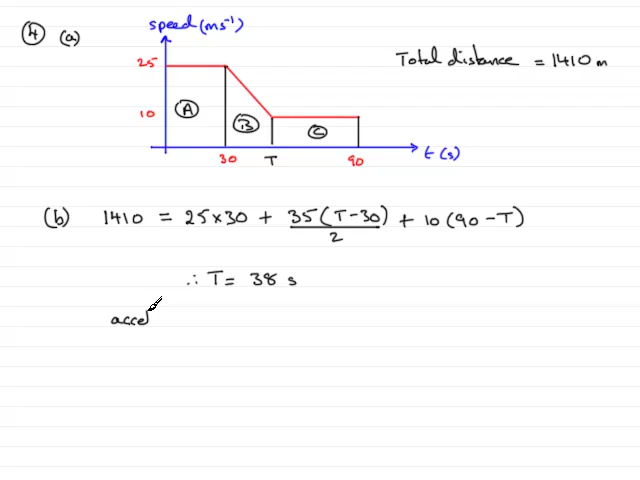 4 (a)
speed (ms⁻¹)
Total distance = 1410 m
25
A
10
B
C
30 T 90 t (s)
(b) 1410 = 25×30 + 35(T-30)/2 + 10(90-T)
∴ T = 38 s
accel